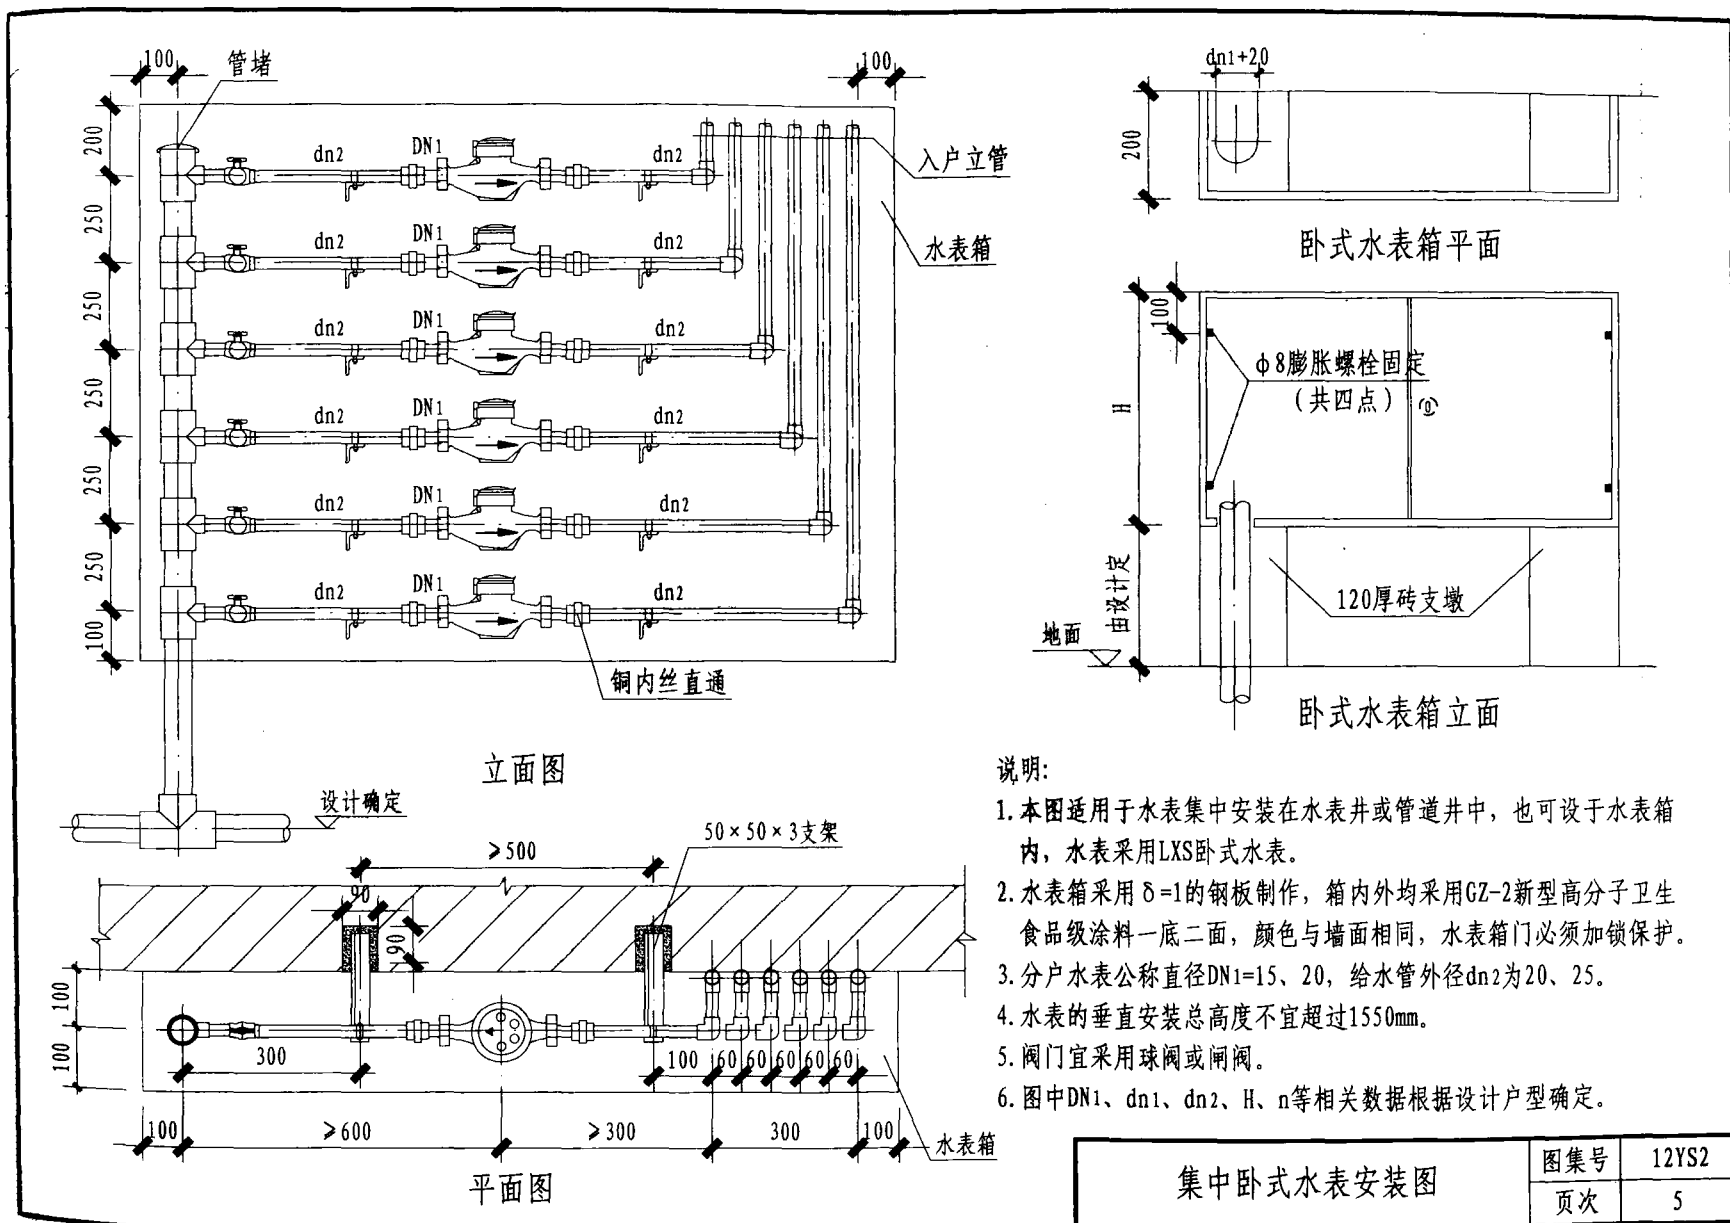 100
管堵
100
200
250
250
250
250
250
100
dn2
DN1
dn2
dn2
DN1
dn2
dn2
DN1
dn2
dn2
DN1
dn2
dn2
DN1
dn2
dn2
DN1
dn2
入户立管
水表箱
铜内丝直通
立面图
设计确定
dn1+20
200
卧式水表箱平面
100
H
φ8膨胀螺栓固定
(共四点)
由设计定
120厚砖支墩
地面
卧式水表箱立面
≥500
50×50×3支架
90
90
100
100
300
100
60
60
60
60
60
100
≥600
≥300
300
100
水表箱
平面图
说明:
1. 本图适用于水表集中安装在水表井或管道井中，也可设于水表箱
内，水表采用LXS卧式水表。
2. 水表箱采用δ=1的钢板制作，箱内外均采用GZ-2新型高分子卫生
食品级涂料一底二面，颜色与墙面相同，水表箱门必须加锁保护。
3. 分户水表公称直径DN1=15、20，给水管外径dn2为20、25。
4. 水表的垂直安装总高度不宜超过1550mm。
5. 阀门宜采用球阀或闸阀。
6. 图中DN1、dn1、dn2、H、n等相关数据根据设计户型确定。
集中卧式水表安装图
图集号
12YS2
页次
5